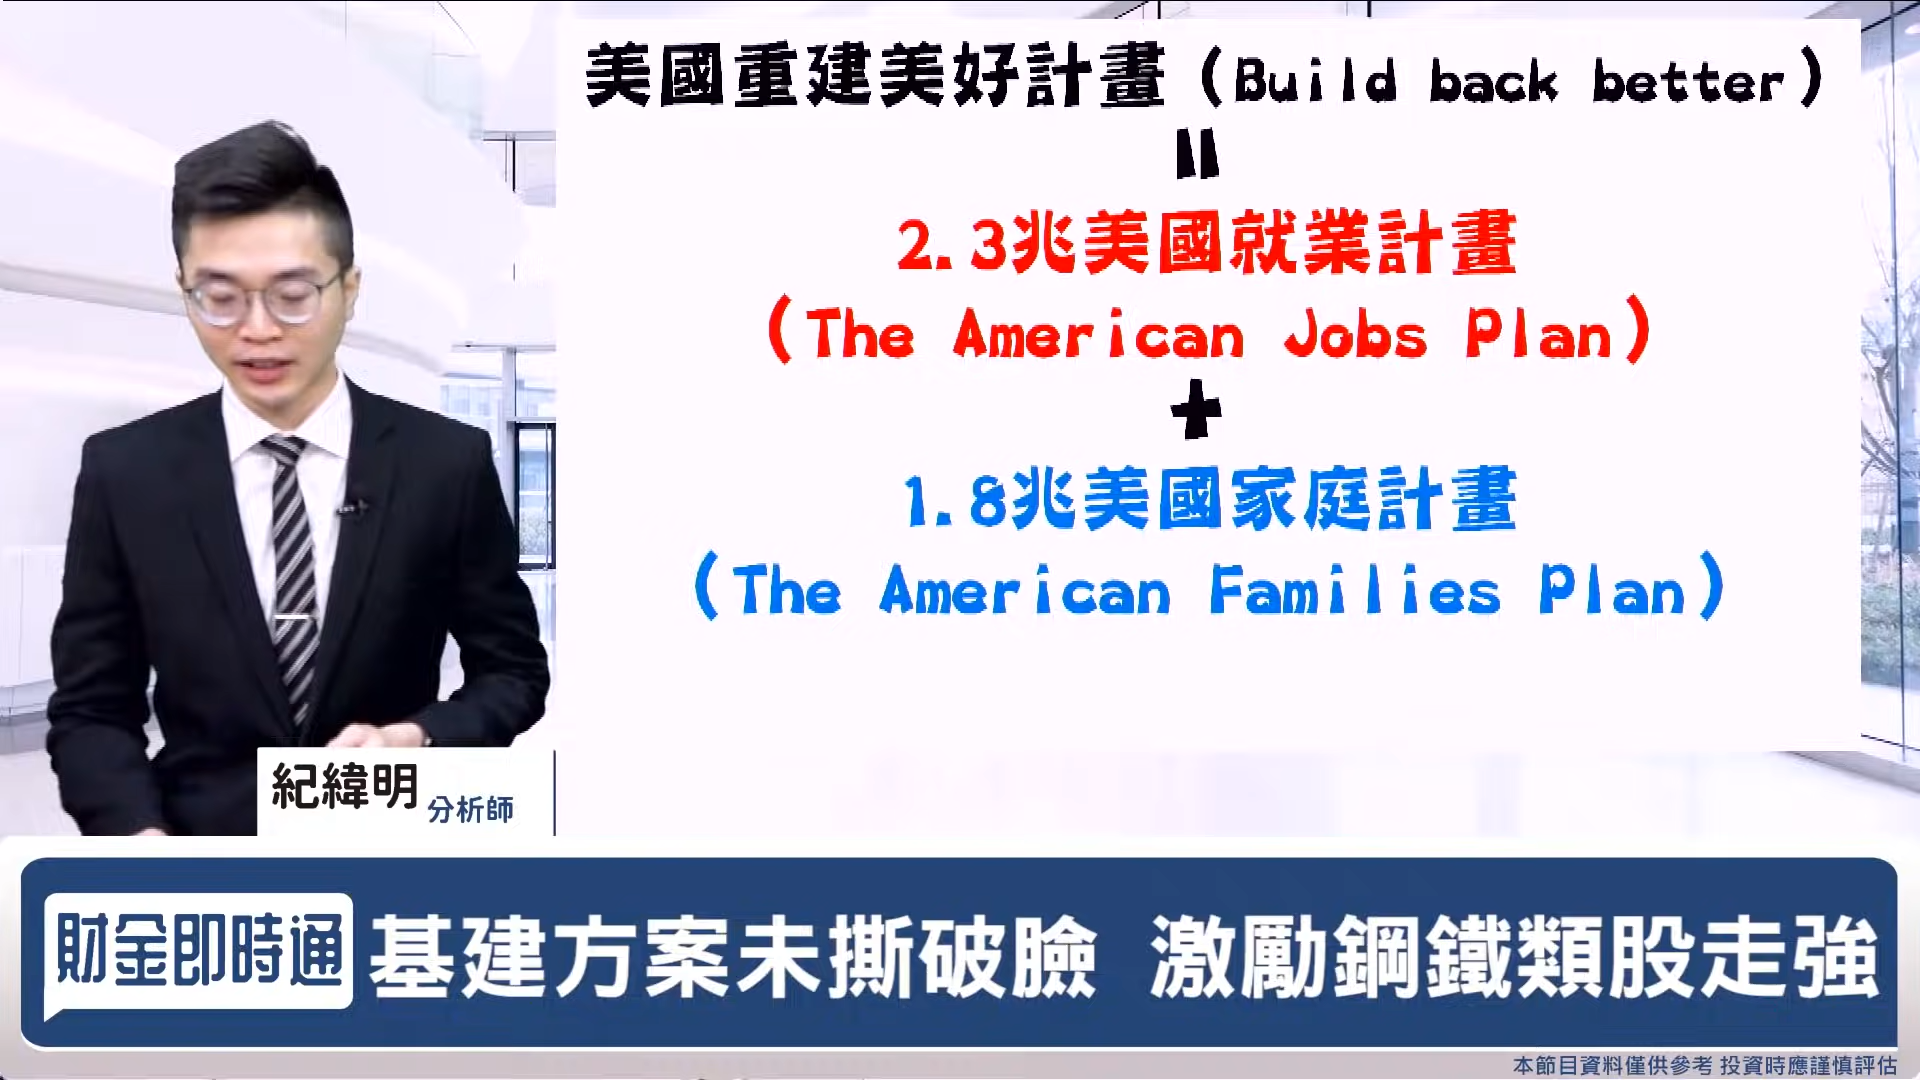 美國重建美好計畫（Build back better）
=
2.3兆美國就業計畫
（The American Jobs Plan）
+
1.8兆美國家庭計畫
（The American Families Plan）
紀緯明 分析師
財金即時通 基建方案未撕破臉 激勵鋼鐵類股走強
本節目資料僅供參考 投資時應謹慎評估